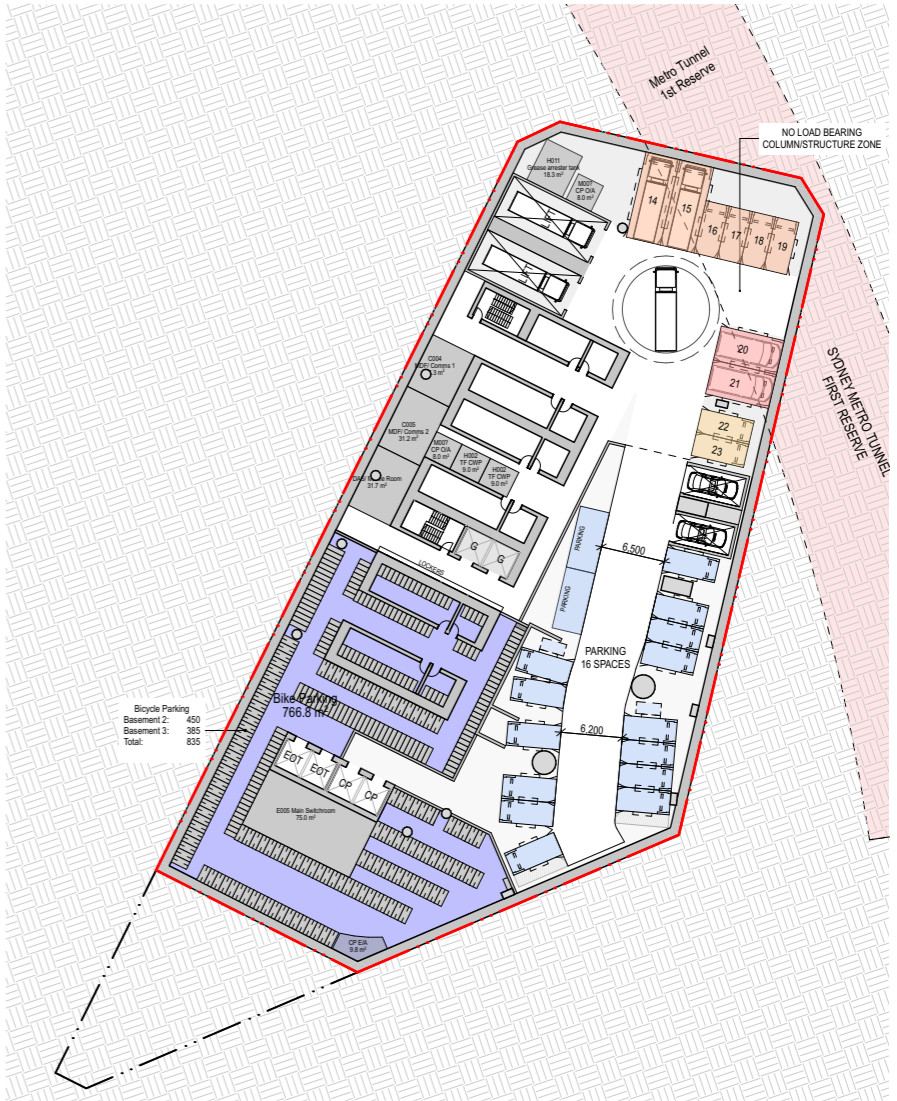 Metro Tunnel
1st Reserve
NO LOAD BEARING
COLUMN/STRUCTURE ZONE
H011
Grease arrester tank
18.3 m²
M007
CP O/A
8.0 m²
LIFT
LIFT
14
15
16
17
18
19
20
21
22
23
SYDNEY METRO TUNNEL
FIRST RESERVE
C004
MDF/ Comms 1
.3 m²
C005
MDF/ Comms 2
31.2 m²
M007
CP O/A
8.0 m²
H002
TF CWP
9.0 m²
H002
TF CWP
9.0 m²
Room
31.7 m²
G
G
LOCKERS
PARKING
PARKING
6,500
PARKING
16 SPACES
6,200
Bike Parking
766.8 m²
Bicycle Parking
Basement 2: 450
Basement 3: 385
Total: 835
EOT
EOT
CP
CP
E005 Main Switchroom
75.0 m²
CP E/A
9.8 m²